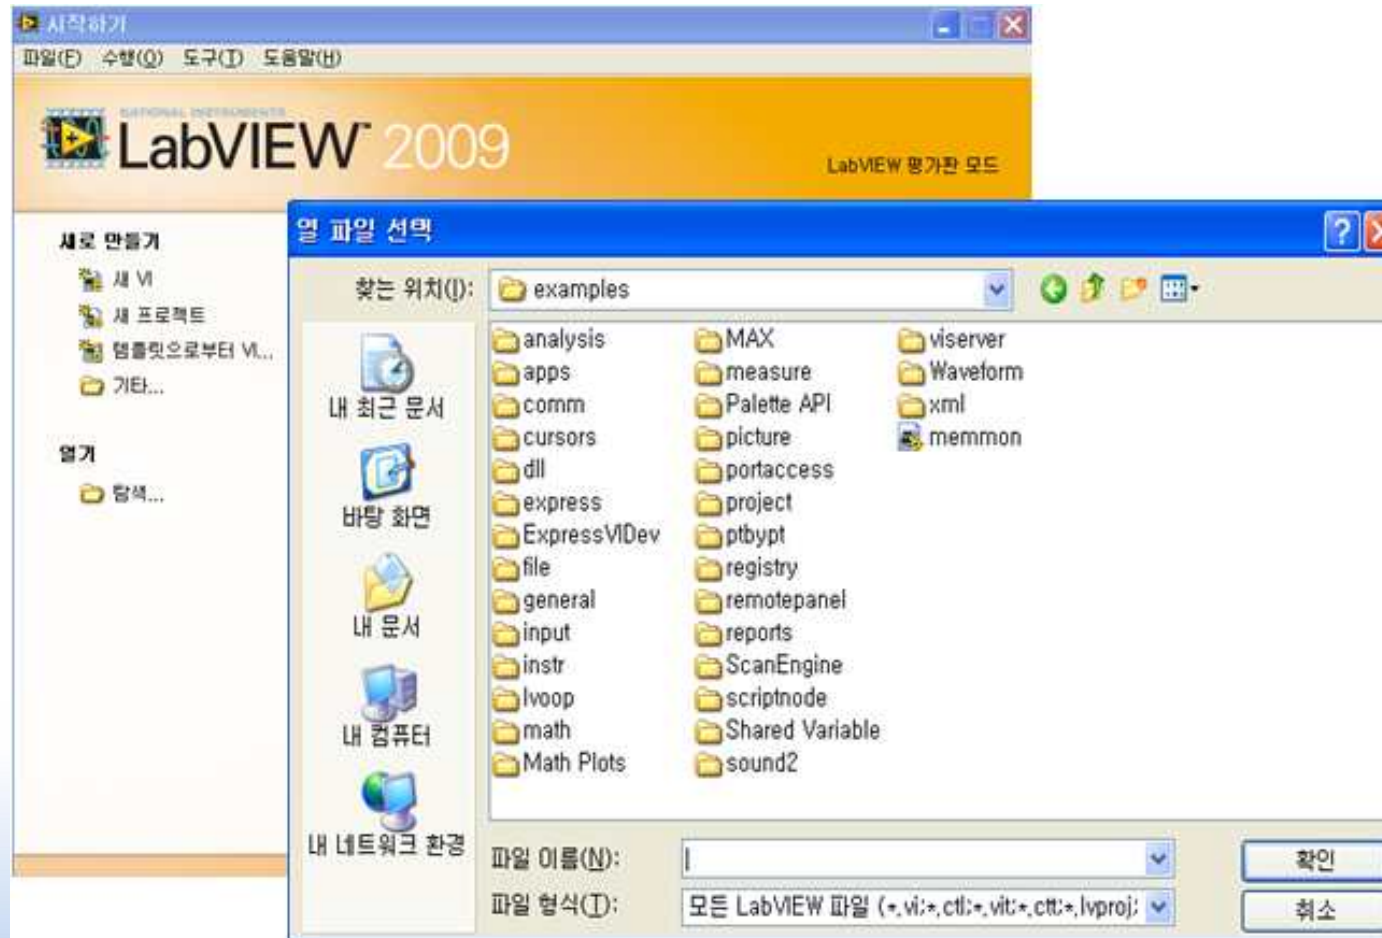 시작하기
파일(F) 수행(O) 도구(T) 도움말(H)
NATIONAL INSTRUMENTS
LabVIEW™ 2009
LabVIEW 평가판 모드
새로 만들기
새 VI
새 프로젝트
템플릿으로부터 VI...
기타...
열기
탐색...
열 파일 선택
찾는 위치(I):
examples
내 최근 문서
바탕 화면
내 문서
내 컴퓨터
내 네트워크 환경
analysis
apps
comm
cursors
dll
express
ExpressVIDev
file
general
input
instr
lvoop
math
Math Plots
MAX
measure
Palette API
picture
portaccess
project
ptbypt
registry
remotepanel
reports
ScanEngine
scriptnode
Shared Variable
sound2
viserver
Waveform
xml
memmon
파일 이름(N):
확인
파일 형식(T):
모든 LabVIEW 파일 (*.vi;*.ctl;*.vit;*.ctt;*.lvproj;
취소